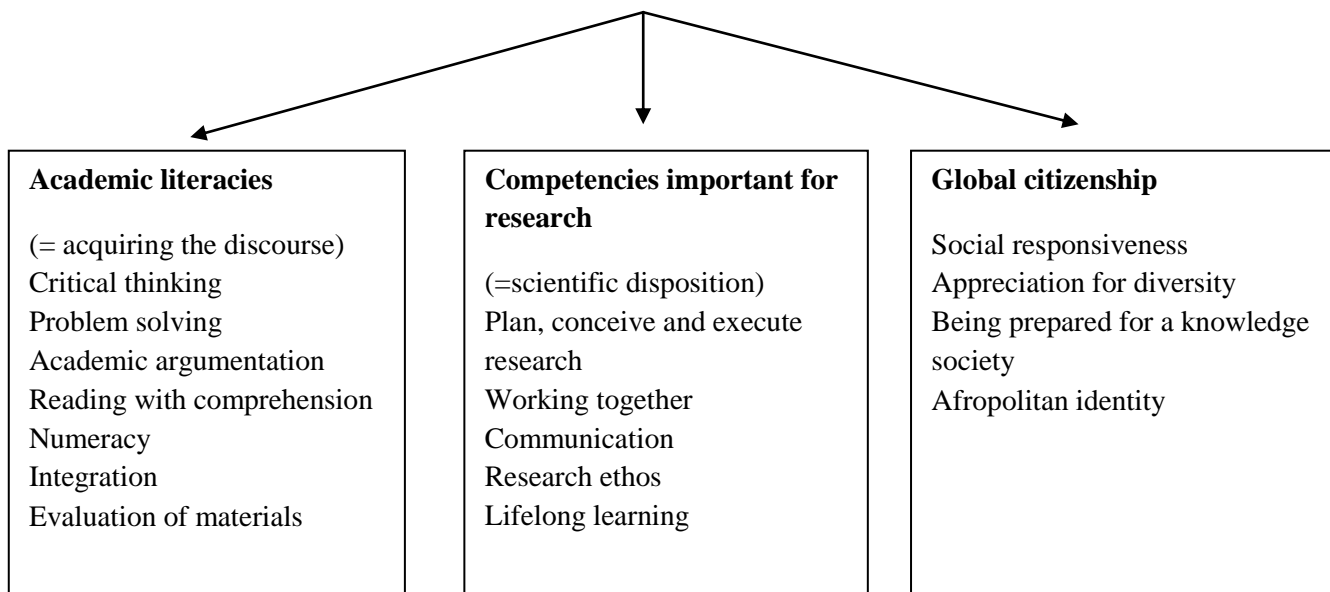 Academic literacies
(= acquiring the discourse)
Critical thinking
Problem solving
Academic argumentation
Reading with comprehension
Numeracy
Integration
Evaluation of materials
Competencies important for
research
(=scientific disposition)
Plan, conceive and execute
research
Working together
Communication
Research ethos
Lifelong learning
Global citizenship
Social responsiveness
Appreciation for diversity
Being prepared for a knowledge
society
Afropolitan identity